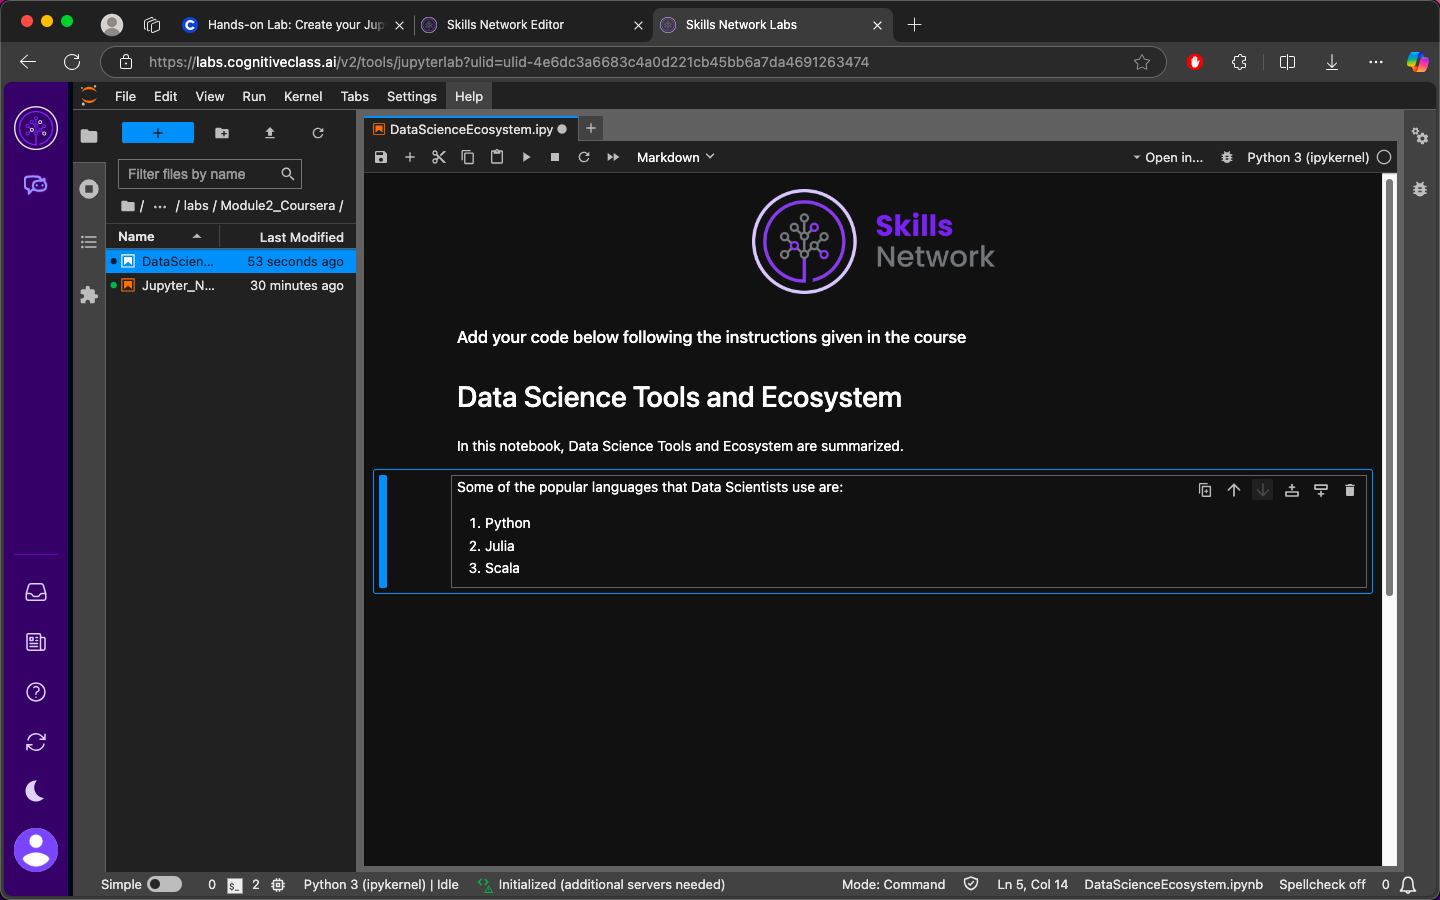 Hands-on Lab: Create your Jup
Skills Network Editor
Skills Network Labs
https://labs.cognitiveclass.ai/v2/tools/jupyterlab?ulid=ulid-4e6dc3a6683c4a0d221cb45bb6a7da4691263474
File Edit View Run Kernel Tabs Settings Help
DataScienceEcosystem.ipy
Markdown
Open in...
Python 3 (ipykernel)
Filter files by name
/ ... / labs / Module2_Coursera /
Name Last Modified
DataScien... 53 seconds ago
Jupyter_N... 30 minutes ago
Skills
Network
Add your code below following the instructions given in the course
Data Science Tools and Ecosystem
In this notebook, Data Science Tools and Ecosystem are summarized.
Some of the popular languages that Data Scientists use are:
1. Python
2. Julia
3. Scala
Simple 0 $_ 2 Python 3 (ipykernel) | Idle Initialized (additional servers needed) Mode: Command Ln 5, Col 14 DataScienceEcosystem.ipynb Spellcheck off 0